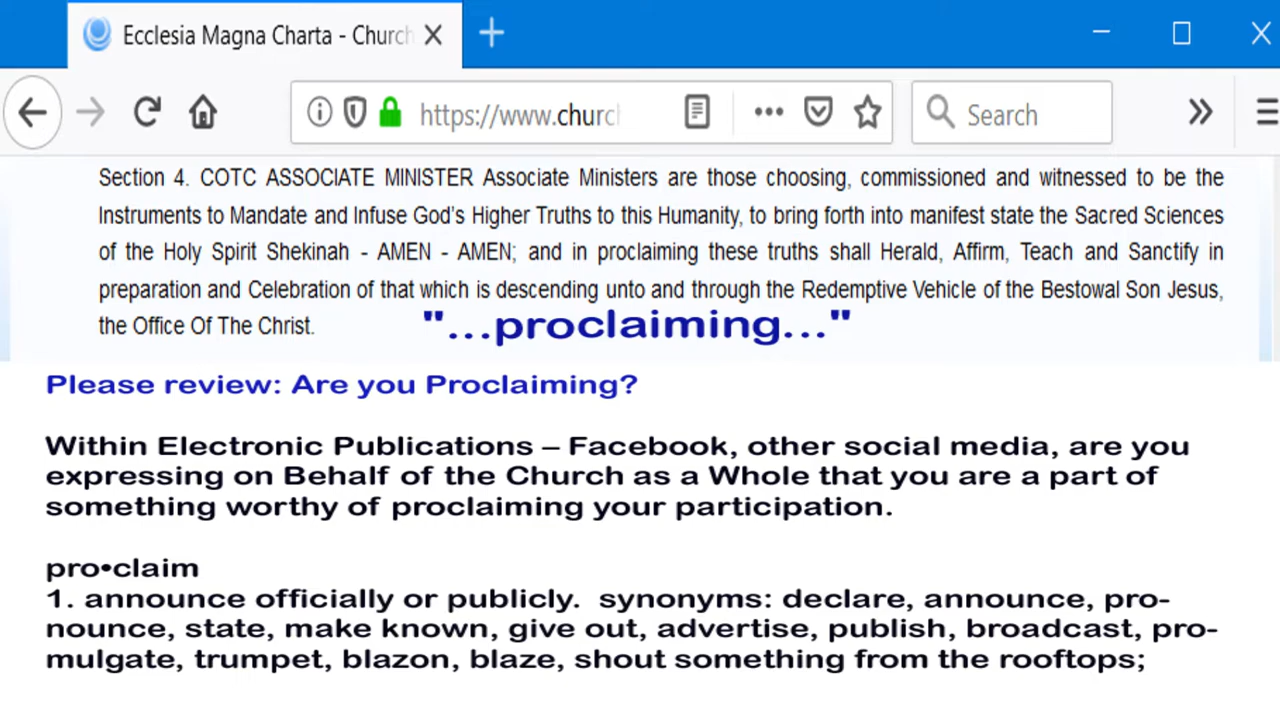 Ecclesia Magna Charta - Church
https://www.church
Search
Section 4. COTC ASSOCIATE MINISTER Associate Ministers are those choosing, commissioned and witnessed to be the
Instruments to Mandate and Infuse God's Higher Truths to this Humanity, to bring forth into manifest state the Sacred Sciences
of the Holy Spirit Shekinah - AMEN - AMEN; and in proclaiming these truths shall Herald, Affirm, Teach and Sanctify in
preparation and Celebration of that which is descending unto and through the Redemptive Vehicle of the Bestowal Son Jesus,
the Office Of The Christ.
"...proclaiming..."
Please review: Are you Proclaiming?
Within Electronic Publications – Facebook, other social media, are you
expressing on Behalf of the Church as a Whole that you are a part of
something worthy of proclaiming your participation.
pro•claim
1. announce officially or publicly.  synonyms: declare, announce, pro-
nounce, state, make known, give out, advertise, publish, broadcast, pro-
mulgate, trumpet, blazon, blaze, shout something from the rooftops;